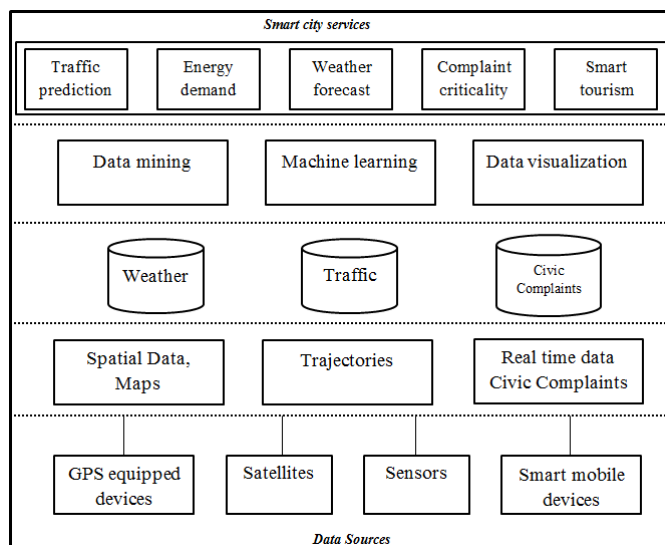 Smart city services
Traffic
prediction
Energy
demand
Weather
forecast
Complaint
criticality
Smart
tourism
Data mining
Machine learning
Data visualization
Weather
Traffic
Civic
Complaints
Spatial Data,
Maps
Trajectories
Real time data
Civic Complaints
GPS equipped
devices
Satellites
Sensors
Smart mobile
devices
Data Sources